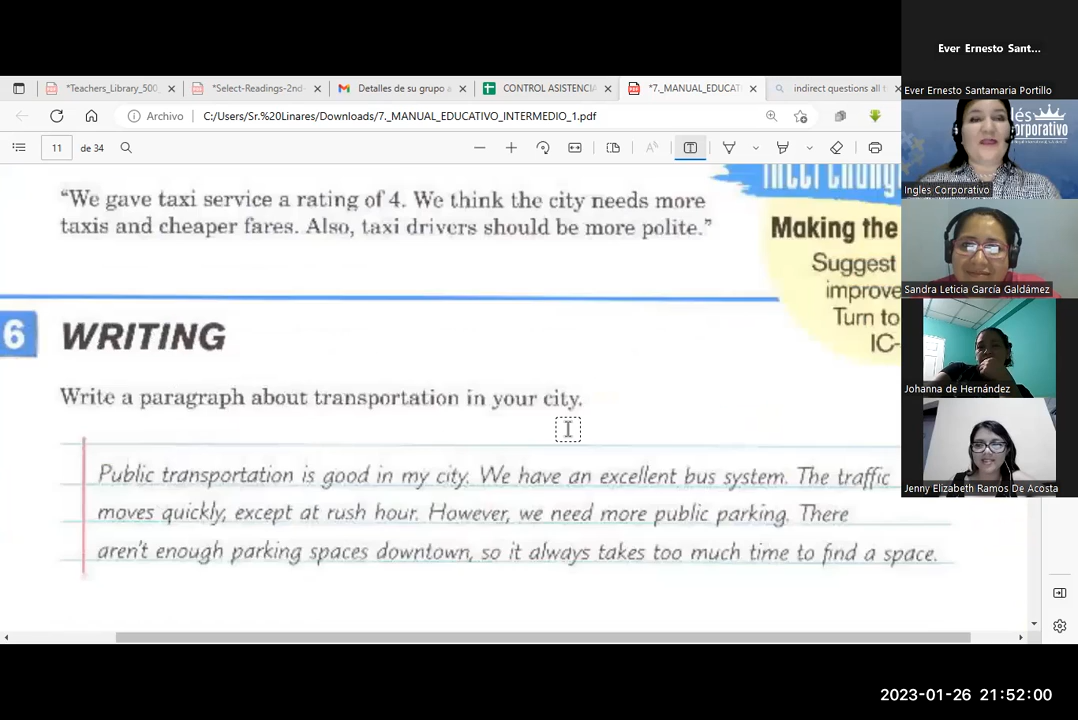 Ever Ernesto Sant...
*Teachers_Library_500_
*Select-Readings-2nd-
Detalles de su grupo a
CONTROL ASISTENCIA
*7._MANUAL_EDUCAT
indirect questions all t
Ever Ernesto Santamaria Portillo
Archivo
C:/Users/Sr.%20Linares/Downloads/7._MANUAL_EDUCATIVO_INTERMEDIO_1.pdf
11 de 34
Ingles Corporativo
"We gave taxi service a rating of 4. We think the city needs more
taxis and cheaper fares. Also, taxi drivers should be more polite."
Making the
Suggest
improve
Turn to
IC-
Sandra Leticia García Galdámez
6 WRITING
Write a paragraph about transportation in your city.
Johanna de Hernández
Public transportation is good in my city. We have an excellent bus system. The traffic
moves quickly, except at rush hour. However, we need more public parking. There
aren't enough parking spaces downtown, so it always takes too much time to find a space.
Jenny Elizabeth Ramos De Acosta
2023-01-26 21:52:00